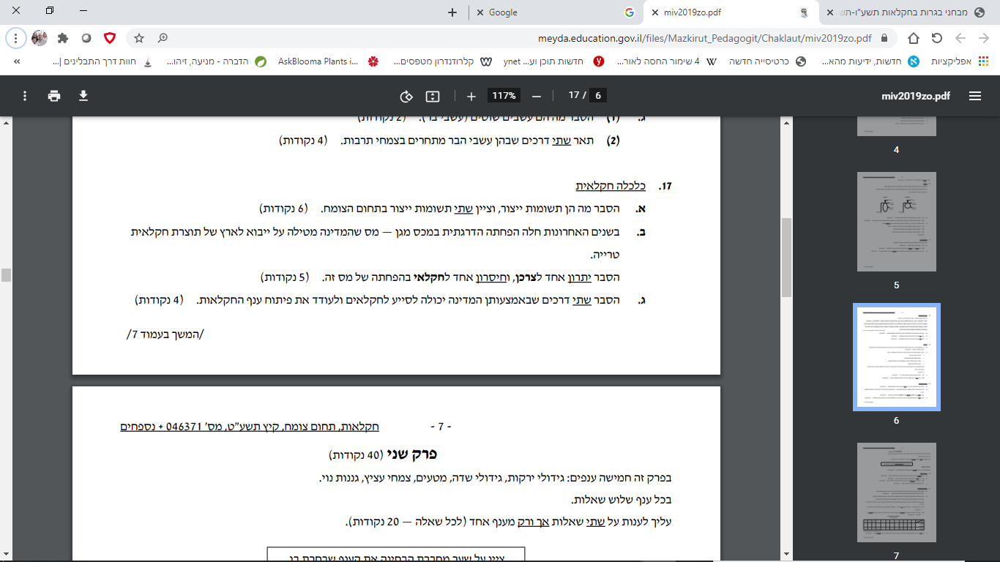 מבחני בגרות בחקלאות תשע"ו-תש
miv2019zo.pdf
Google
meyda.education.gov.il/files/Mazkirut_Pedagogit/Chaklaut/miv2019zo.pdf
אפליקציות
חדשות, ידיעות מהא...
כרטיסייה חדשה
4 שימור החסה לאור...
חדשות תוכן וע... ynet
קלרודנדרון מטפסים...
AskBlooma Plants i...
הדברה - מניעה, זיהו...
חוות דרך התבלינים |...
miv2019zo.pdf
6 / 17
117%
ג. (1) הסבר מה הם עשבים שוטים (עשבי בר). (2 נקודות)
(2) תאר שתי דרכים שבהן עשבי הבר מתחרים בצמחי תרבות. (4 נקודות)
17. כלכלה חקלאית
א. הסבר מה הן תשומות ייצור, וציין שתי תשומות ייצור בתחום הצומח. (6 נקודות)
ב. בשנים האחרונות חלה הפחתה הדרגתית במכס מגן — מס שהמדינה מטילה על ייבוא לארץ של תוצרת חקלאית
טרייה.
הסבר יתרון אחד לצרכן, וחיסרון אחד לחקלאי בהפחתה של מס זה. (5 נקודות)
ג. הסבר שתי דרכים שבאמצעותן המדינה יכולה לסייע לחקלאים ולעודד את פיתוח ענף החקלאות. (4 נקודות)
/המשך בעמוד 7/
- 7 -
חקלאות, תחום צומח, קיץ תשע"ט, מס' 046371 + נספחים
פרק שני (40 נקודות)
בפרק זה חמישה ענפים: גידולי ירקות, גידולי שדה, מטעים, צמחי עציץ, גננות נוי.
בכל ענף שלוש שאלות.
עליך לענות על שתי שאלות אך ורק מענף אחד (לכל שאלה — 20 נקודות).
ציין על שער מחברת הבחינה את הענף שבחרת בו
4
5
6
7